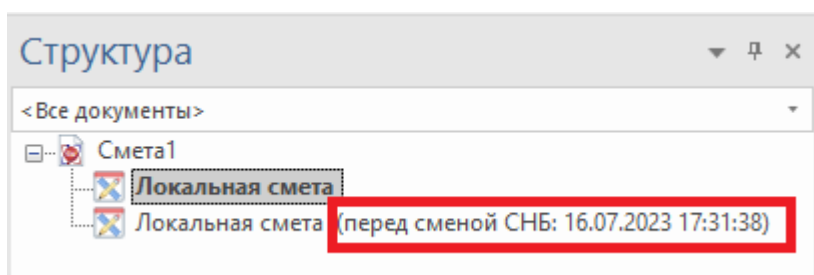 Структура
<Все документы>
Смета1
Локальная смета
Локальная смета (перед сменой СНБ: 16.07.2023 17:31:38)